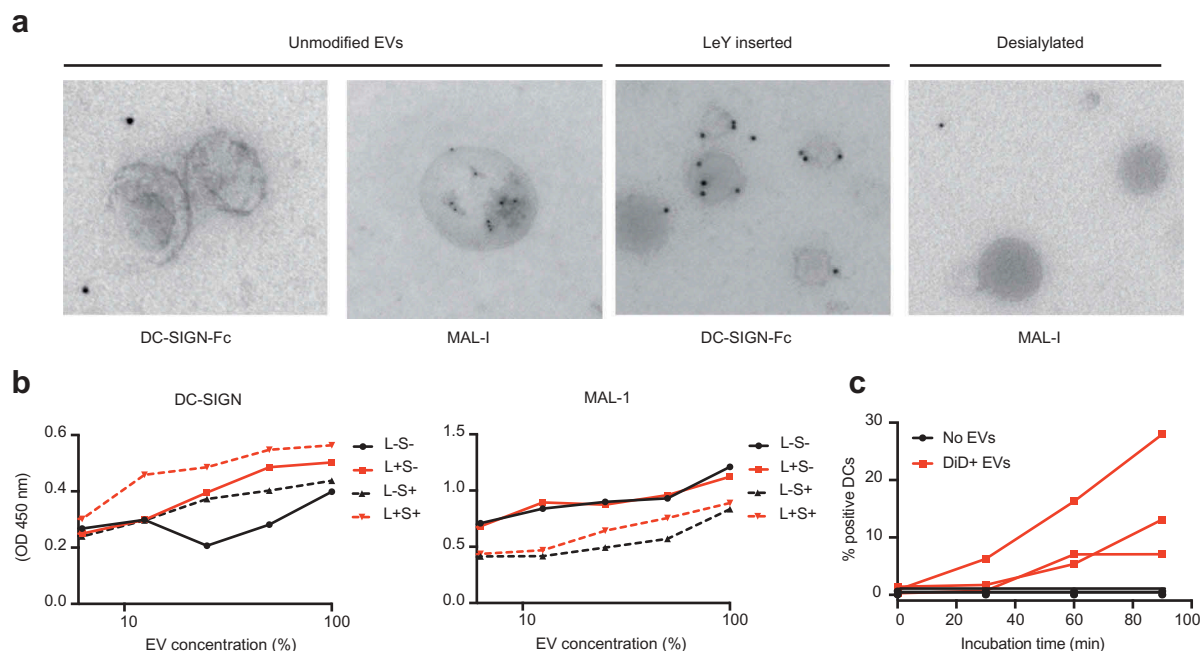 a
Unmodified EVs
LeY inserted
Desialylated
DC-SIGN-Fc
MAL-I
DC-SIGN-Fc
MAL-I
b
DC-SIGN
(OD 450 nm)
0.6
0.4
0.2
0.0
10
100
EV concentration (%)
L-S-
L+S-
L-S+
L+S+
MAL-1
1.5
1.0
0.5
0.0
10
100
EV concentration (%)
L-S-
L+S-
L-S+
L+S+
c
% positive DCs
30
20
10
0
0
20
40
60
80
100
Incubation time (min)
No EVs
DiD+ EVs